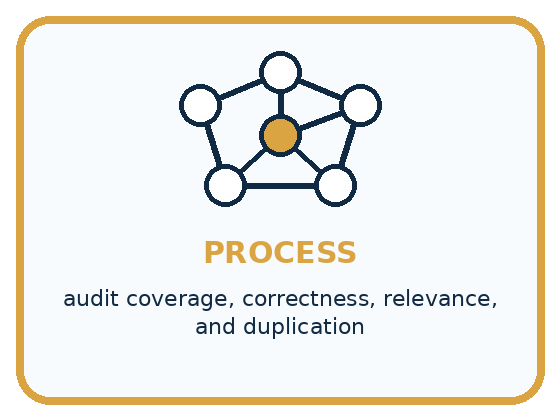 PROCESS
audit coverage, correctness, relevance,
and duplication